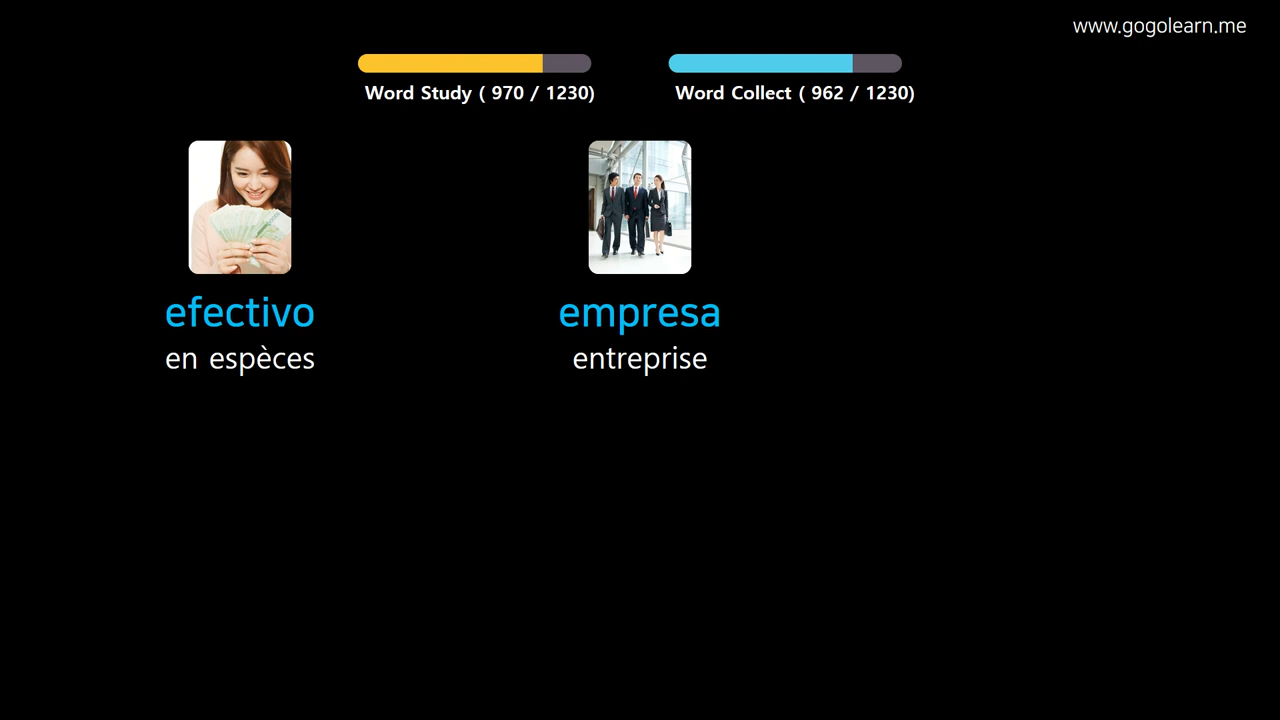 www.gogolearn.me
Word Study ( 970 / 1230)
Word Collect ( 962 / 1230)
efectivo
en espèces
empresa
entreprise